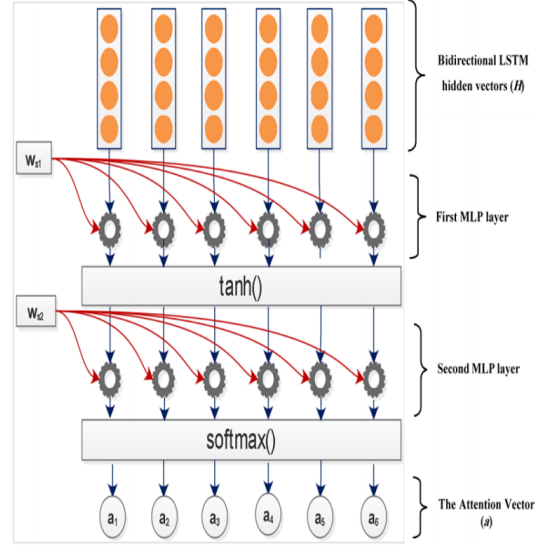 Bidirectional LSTM
hidden vectors (H)
Ws1
First MLP layer
tanh()
Ws2
Second MLP layer
softmax()
a1 a2 a3 a4 a5 a6
The Attention Vector
(a)